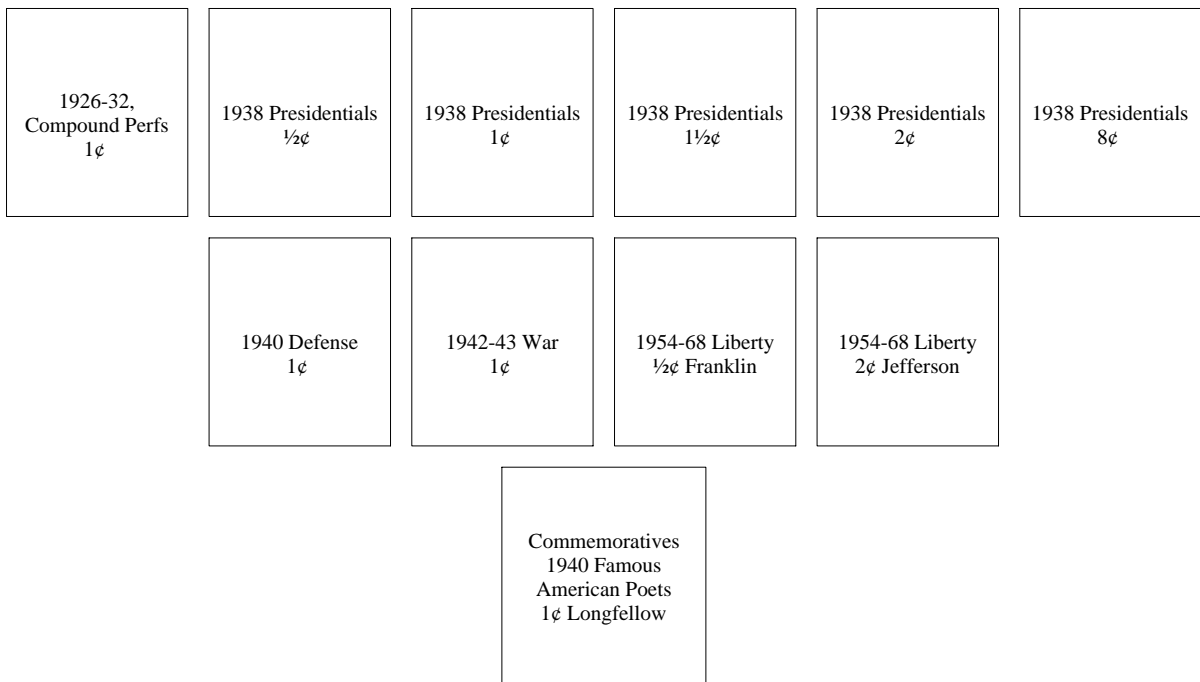 1926-32,
Compound Perfs
1¢
1938 Presidentials
½¢
1938 Presidentials
1¢
1938 Presidentials
1½¢
1938 Presidentials
2¢
1938 Presidentials
8¢
1940 Defense
1¢
1942-43 War
1¢
1954-68 Liberty
½¢ Franklin
1954-68 Liberty
2¢ Jefferson
Commemoratives
1940 Famous
American Poets
1¢ Longfellow